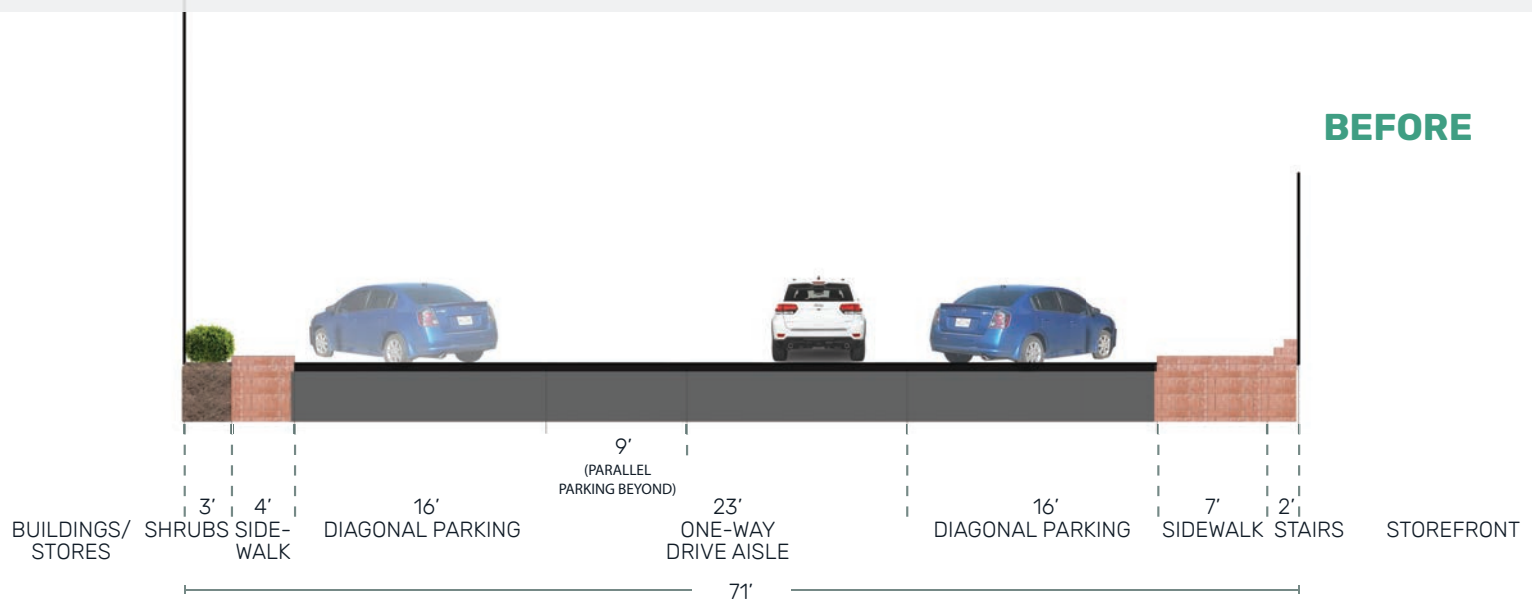 BEFORE
9’
(PARALLEL
PARKING BEYOND)
3’ 4’ 16’ 23’ 16’ 7’ 2’
BUILDINGS/ SHRUBS SIDE- DIAGONAL PARKING ONE-WAY DIAGONAL PARKING SIDEWALK STAIRS STOREFRONT
STORES WALK DRIVE AISLE
71’